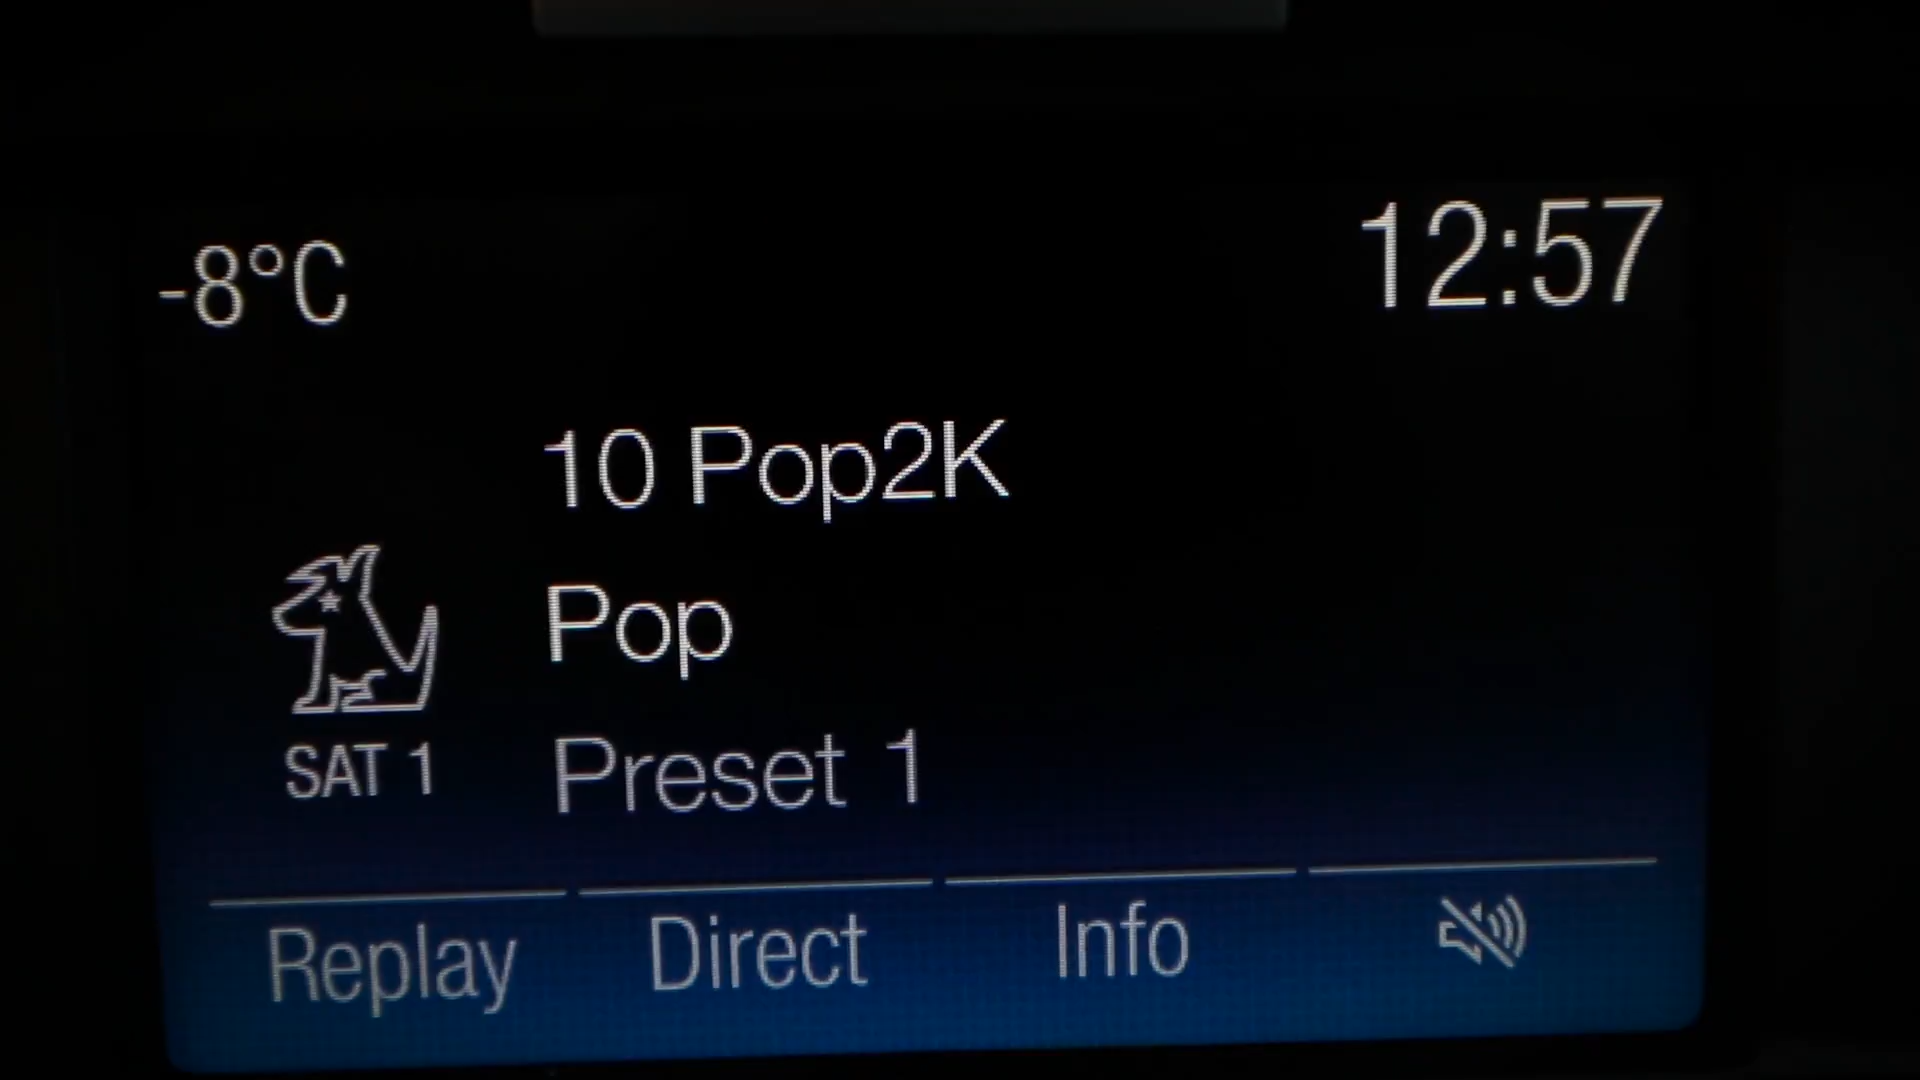 -8°C
12:57
10 Pop2K
Pop
SAT 1
Preset 1
Replay
Direct
Info